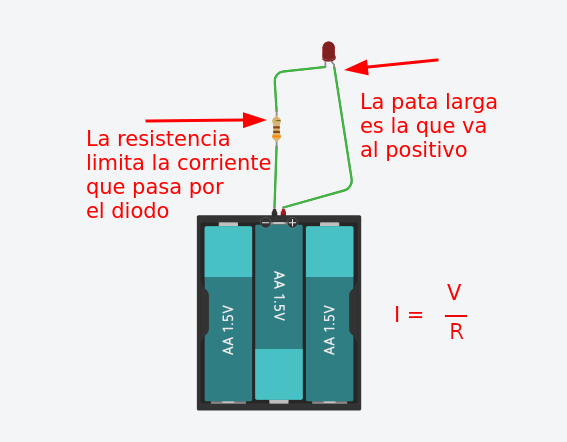 La pata larga
es la que va
al positivo
La resistencia
limita la corriente
que pasa por
el diodo
- +
AA 1.5V
AA 1.5V
AA 1.5V
I = V
R